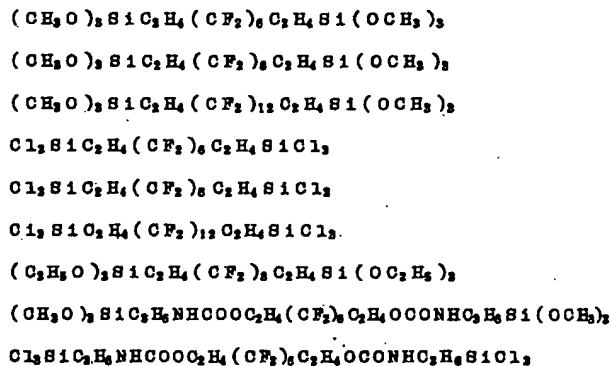 (CH₃O)₃SiC₂H₄(CF₂)₆C₂H₄Si(OCH₃)₃
(CH₃O)₃SiC₂H₄(CF₂)₈C₂H₄Si(OCH₃)₃
(CH₃O)₃SiC₂H₄(CF₂)₁₂C₂H₄Si(OCH₃)₃
Cl₃SiC₂H₄(CF₂)₆C₂H₄SiCl₃
Cl₃SiC₂H₄(CF₂)₈C₂H₄SiCl₃
Cl₃SiC₂H₄(CF₂)₁₂C₂H₄SiCl₃
(C₂H₅O)₃SiC₂H₄(CF₂)₈C₂H₄Si(OC₂H₅)₃
(CH₃O)₃SiC₃H₆NHCOOC₂H₄(CF₂)₆C₂H₄OCONHC₃H₆Si(OCH₃)₃
Cl₃SiC₃H₆NHCOOC₂H₄(CF₂)₆C₂H₄OCONHC₃H₆SiCl₃